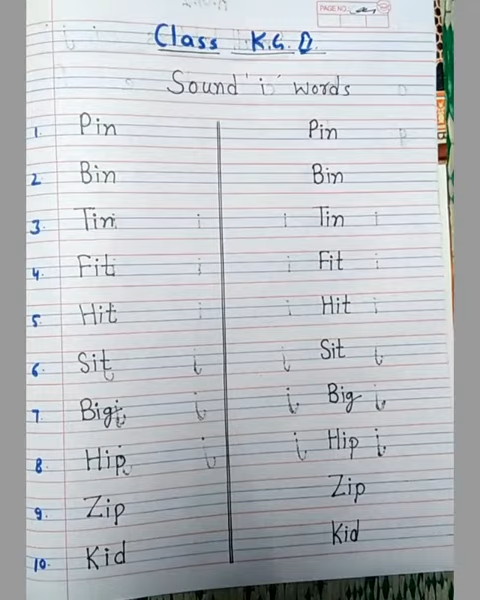 PAGE NO.
Class K.G. II
Sound 'i' words
1. Pin Pin
2. Bin Bin
3. Tin i i Tin i
4. Fit i i Fit i
5. Hit i i Hit i
6. Sit i i Sit i
7. Big i i Big i
8. Hip i i Hip i
9. Zip Zip
10. Kid Kid